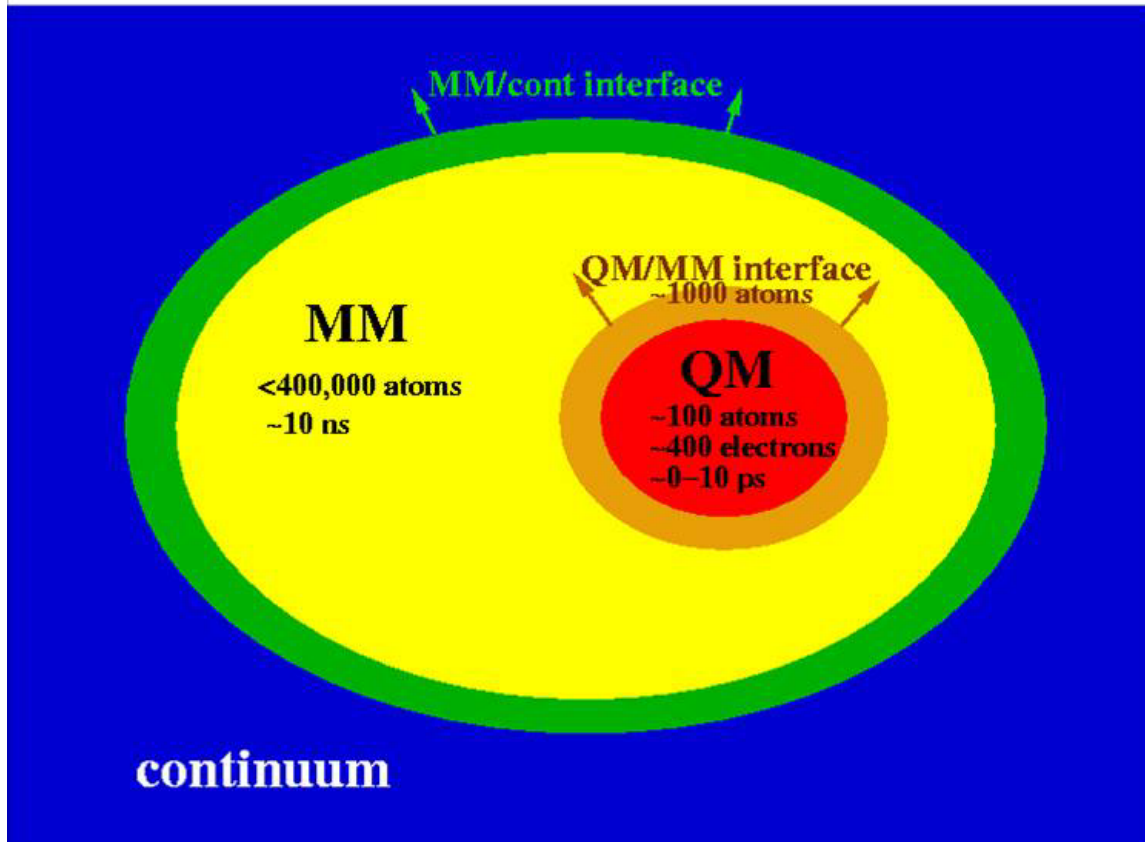 MM/cont interface
QM/MM interface
~1000 atoms
MM
<400,000 atoms
~10 ns
QM
~100 atoms
~400 electrons
~0–10 ps
continuum